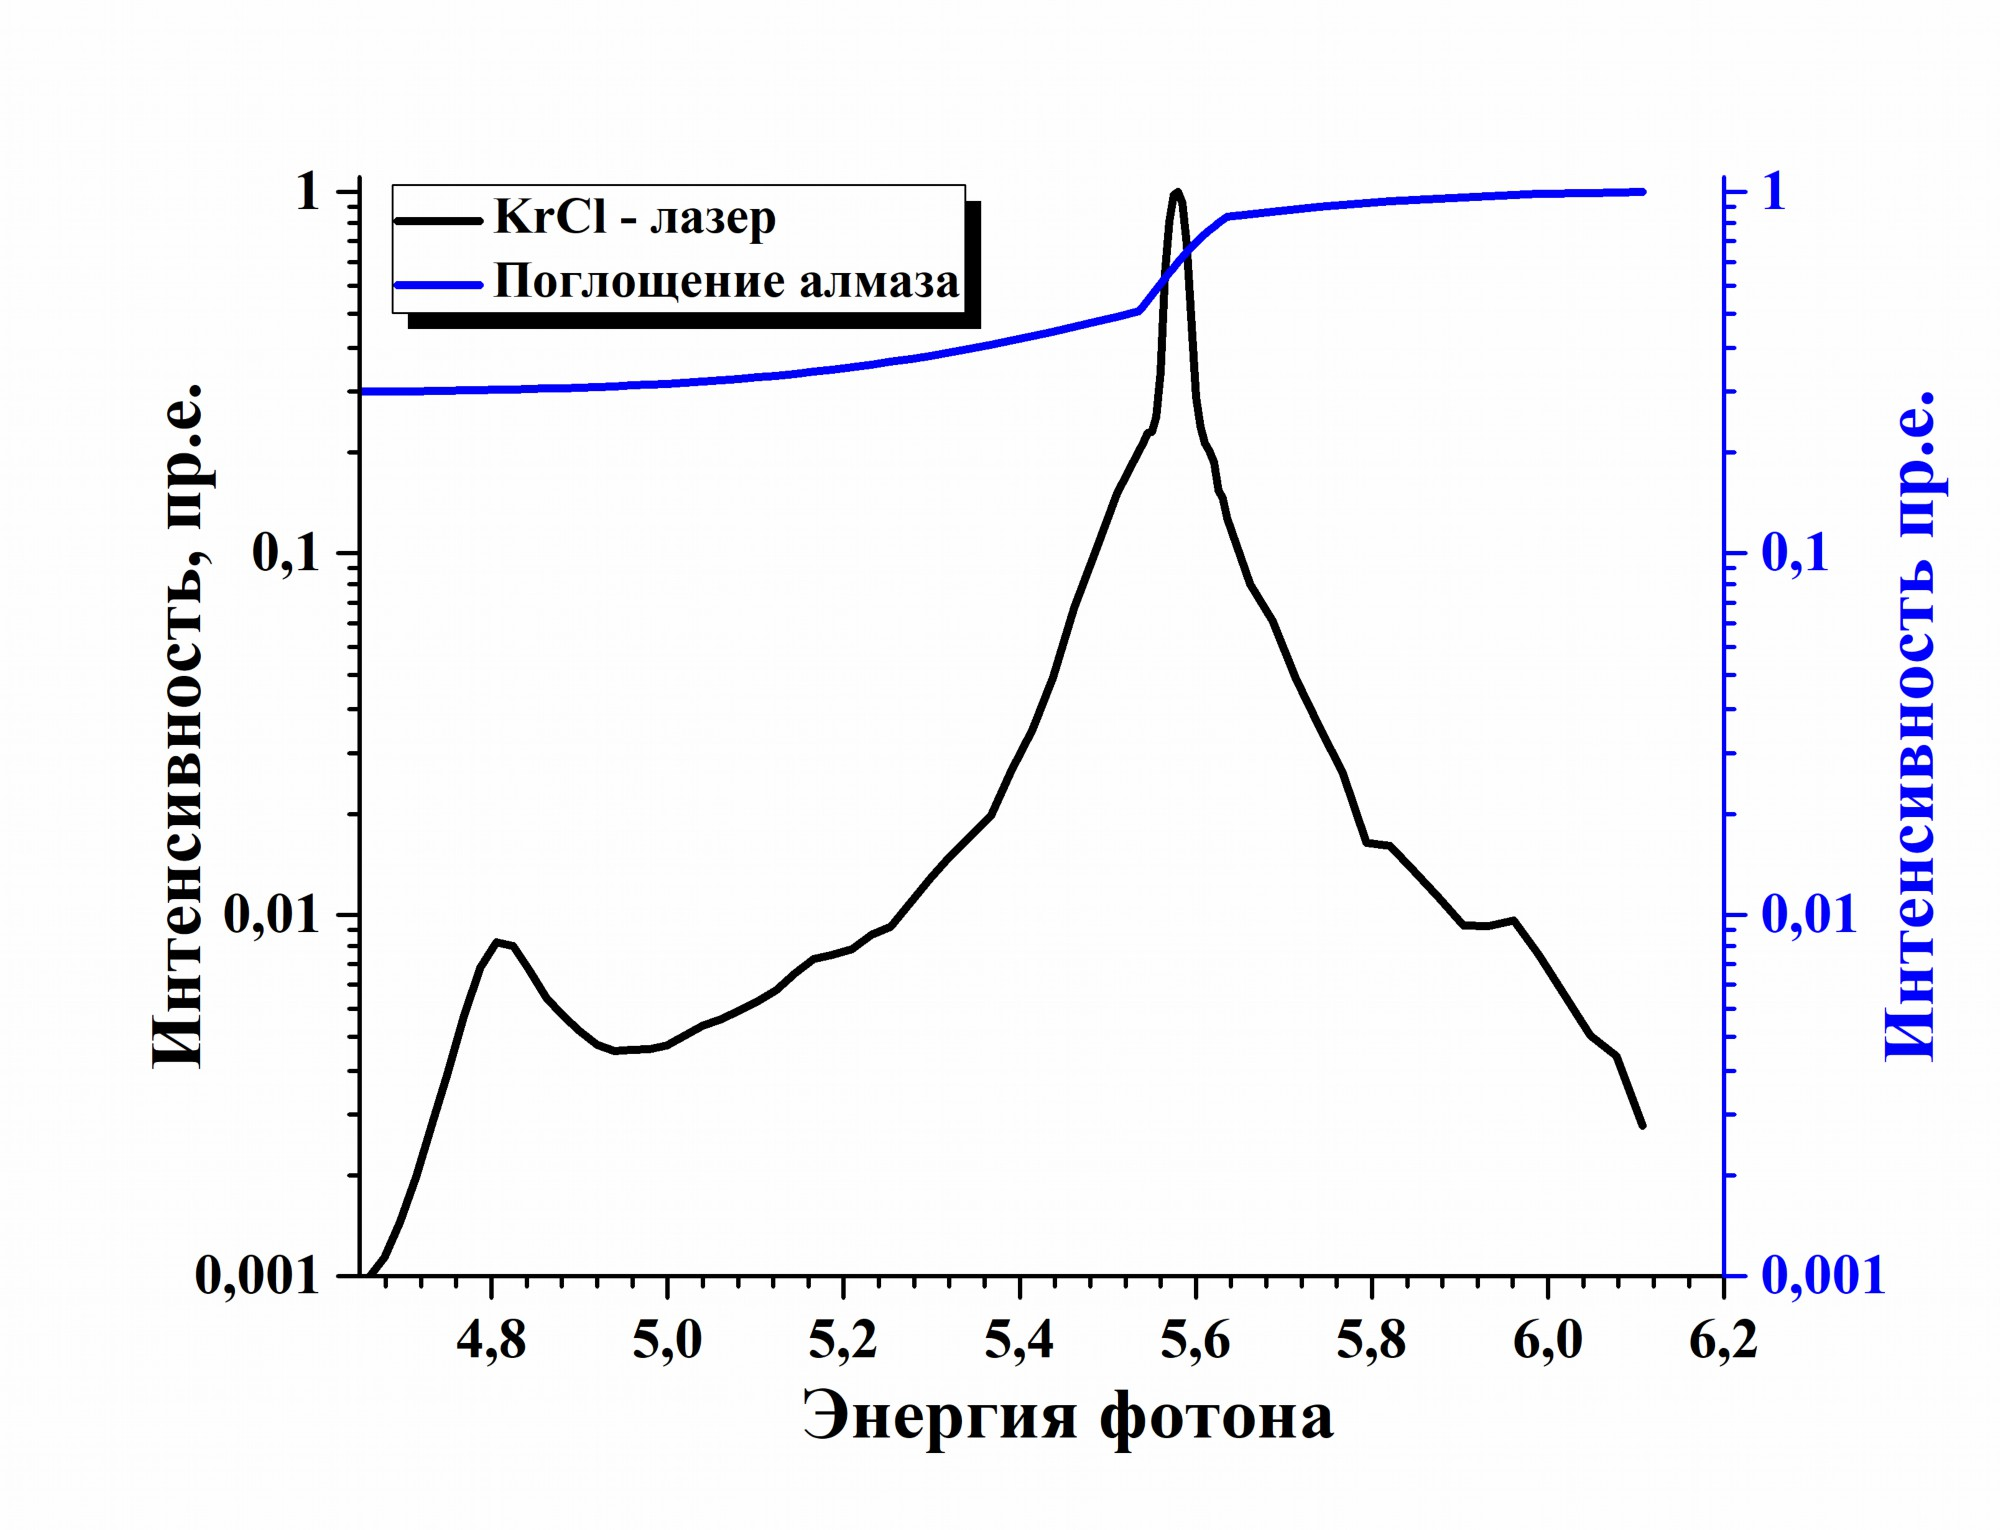 KrCl - лазер
Поглощение алмаза
Интенсивность, пр.е.
1
0,1
0,01
0,001
1
0,1
0,01
0,001
Интенсивность пр.е.
4,8 5,0 5,2 5,4 5,6 5,8 6,0 6,2
Энергия фотона